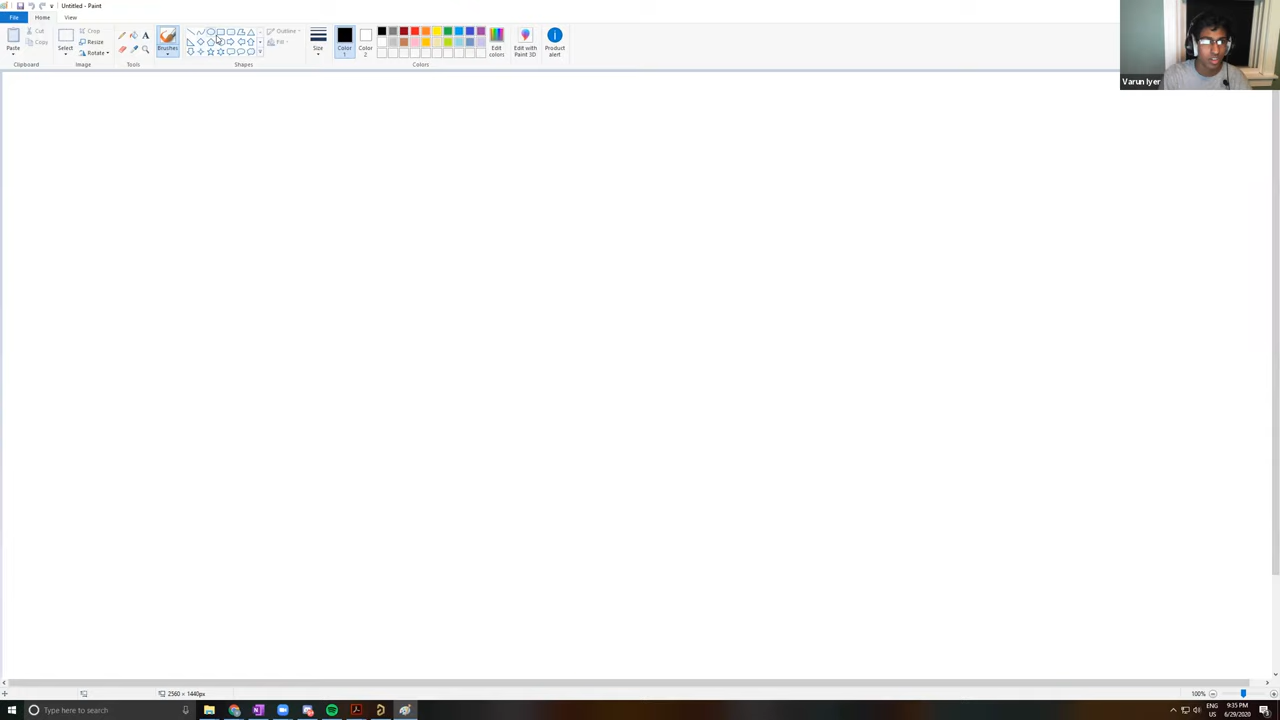 Untitled - Paint
File Home View
Paste
Cut
Copy
Clipboard
Select
Crop
Resize
Rotate
Image
A
Tools
Brushes
Outline
Fill
Shapes
Size
Color 1
Color 2
Edit colors
Edit with Paint 3D
Product alert
Colors
Varun Iyer
2560 × 1440px
100%
Type here to search
ENG
US
9:35 PM
6/29/2020